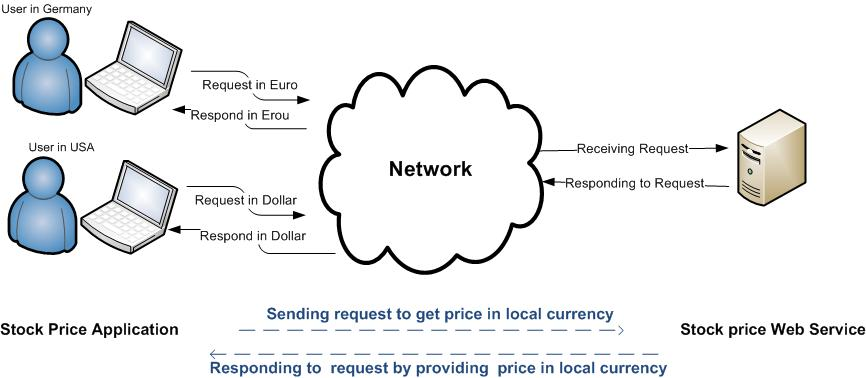 User in Germany
Request in Euro
Respond in Erou
User in USA
Request in Dollar
Respond in Dollar
Network
Receiving Request
Responding to Request
Sending request to get price in local currency
Stock Price Application
Stock price Web Service
Responding to request by providing price in local currency